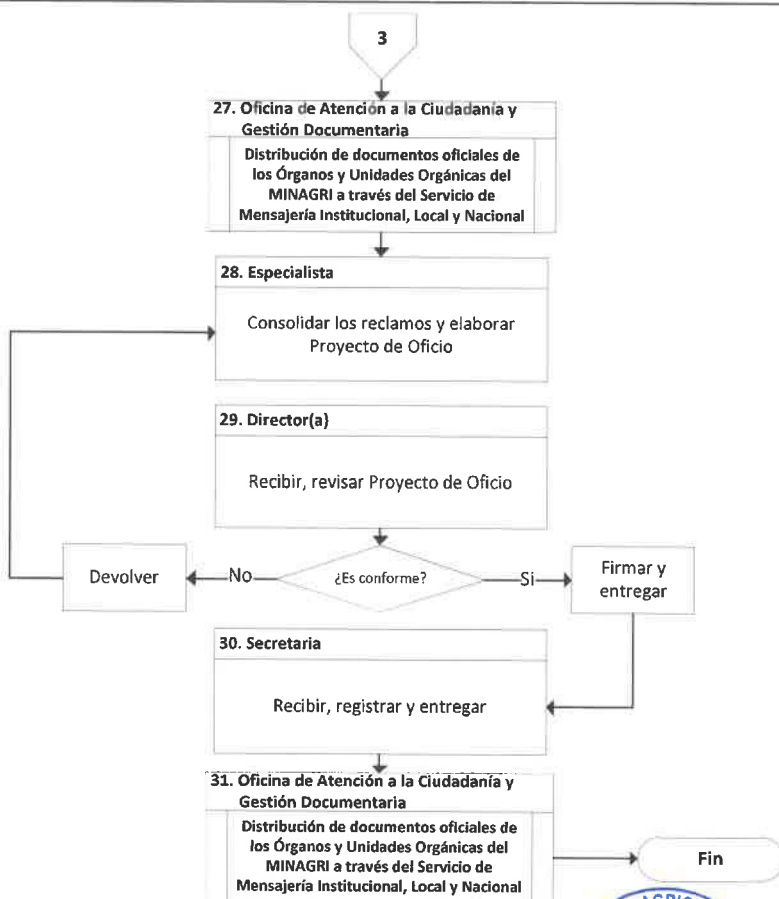 3
27. Oficina de Atención a la Ciudadanía y
Gestión Documentaria
Distribución de documentos oficiales de
los Órganos y Unidades Orgánicas del
MINAGRI a través del Servicio de
Mensajería Institucional, Local y Nacional
28. Especialista
Consolidar los reclamos y elaborar
Proyecto de Oficio
29. Director(a)
Recibir, revisar Proyecto de Oficio
Devolver
No
¿Es conforme?
Si
Firmar y
entregar
30. Secretaria
Recibir, registrar y entregar
31. Oficina de Atención a la Ciudadanía y
Gestión Documentaria
Distribución de documentos oficiales de
los Órganos y Unidades Orgánicas del
MINAGRI a través del Servicio de
Mensajería Institucional, Local y Nacional
Fin